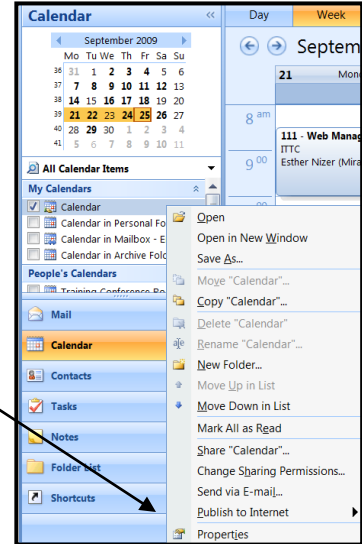 Calendar « Day Week
September 2009
Mo Tu We Th Fr Sa Su
36 31 1 2 3 4 5 6
37 7 8 9 10 11 12 13
38 14 15 16 17 18 19 20
39 21 22 23 24 25 26 27
40 28 29 30 1 2 3 4
41 5 6 7 8 9 10 11
Septem
21 Mon
8 am
111 - Web Manag
ITTC
Esther Nizer (Mira
9 00
All Calendar Items
My Calendars
Calendar
Calendar in Personal Fo
Calendar in Mailbox - E
Calendar in Archive Fold
People's Calendars
Mail
Calendar
Contacts
Tasks
Notes
Folder List
Shortcuts
Open
Open in New Window
Save As...
Move "Calendar"...
Copy "Calendar"...
Delete "Calendar"
Rename "Calendar"...
New Folder...
Move Up in List
Move Down in List
Mark All as Read
Share "Calendar"...
Change Sharing Permissions...
Send via E-mail...
Publish to Internet
Properties